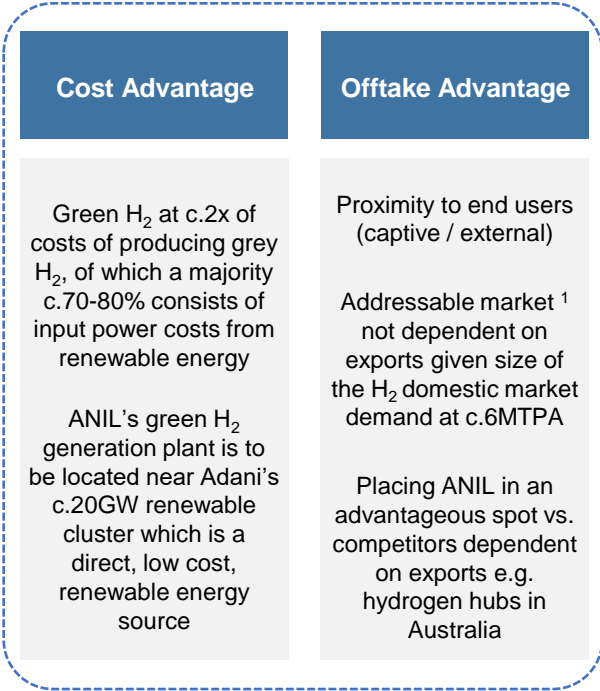 Cost Advantage
Green H₂ at c.2x of
costs of producing grey
H₂, of which a majority
c.70-80% consists of
input power costs from
renewable energy
ANIL's green H₂
generation plant is to
be located near Adani's
c.20GW renewable
cluster which is a
direct, low cost,
renewable energy
source
Offtake Advantage
Proximity to end users
(captive / external)
Addressable market ¹
not dependent on
exports given size of
the H₂ domestic market
demand at c.6MTPA
Placing ANIL in an
advantageous spot vs.
competitors dependent
on exports e.g.
hydrogen hubs in
Australia